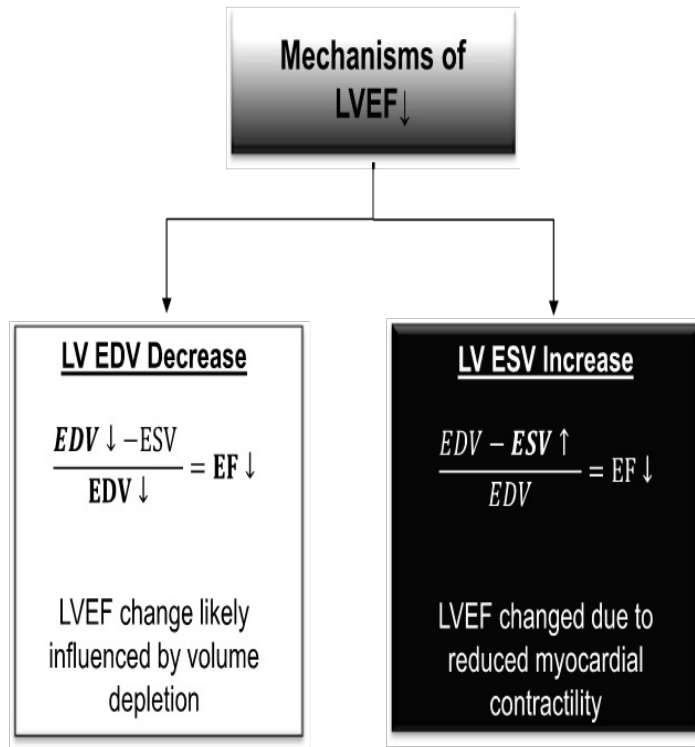 Mechanisms of
LVEF↓
LV EDV Decrease
EDV ↓ −ESV
EDV ↓
= EF ↓
LVEF change likely
influenced by volume
depletion
LV ESV Increase
EDV − ESV ↑
EDV
= EF ↓
LVEF changed due to
reduced myocardial
contractility